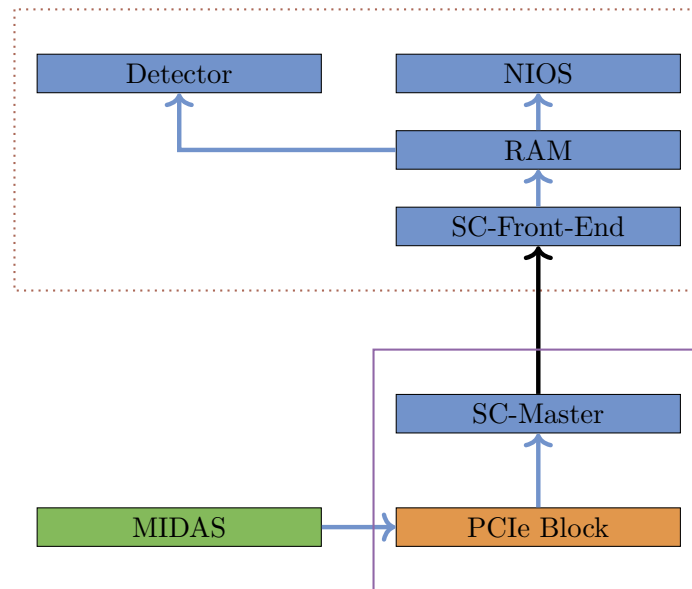 Detector
NIOS
RAM
SC-Front-End
SC-Master
MIDAS
PCIe Block